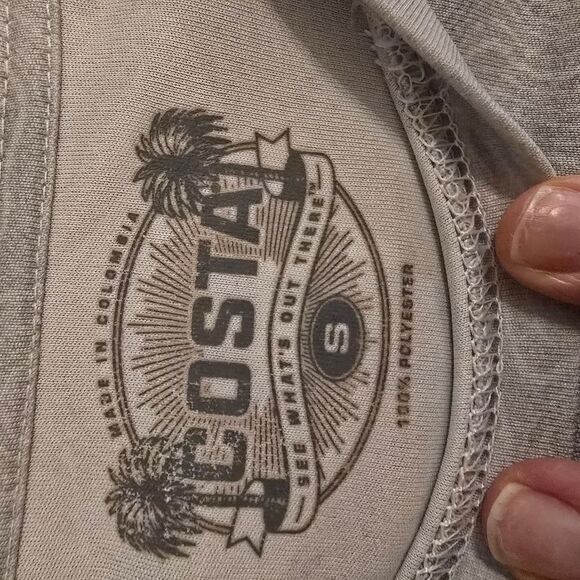 MADE IN COLOMBIA
COSTA
SEE WHAT'S OUT THERE™
S
100% POLYESTER